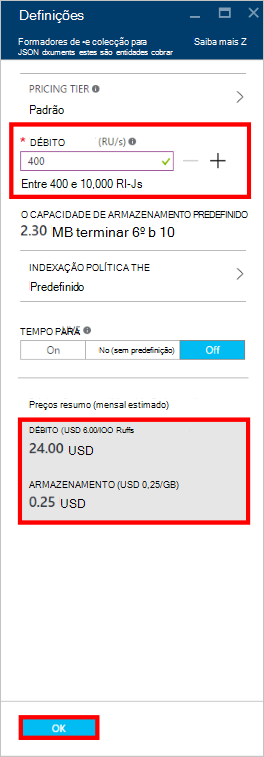 Definições
Formadores de -e colecção para
JSON dxuments estes são entidades cobrar
Saiba mais Z
PRICING TIER
Padrão
* DÉBITO (RU/s)
400
Entre 400 e 10,000 RI-Js
O CAPACIDADE DE ARMAZENAMENTO PREDEFINIDO
2.30 MB terminar 6º b 10
INDEXAÇÃO POLÍTICA THE
Predefinido
TEMPO PARA
On
No (sem predefinição)
Off
Preços resumo (mensal estimado)
DÉBITO (USD 6.00/IOO Ruffs
24.00 USD
ARMAZENAMENTO (USD 0,25/GB)
0.25 USD
OK